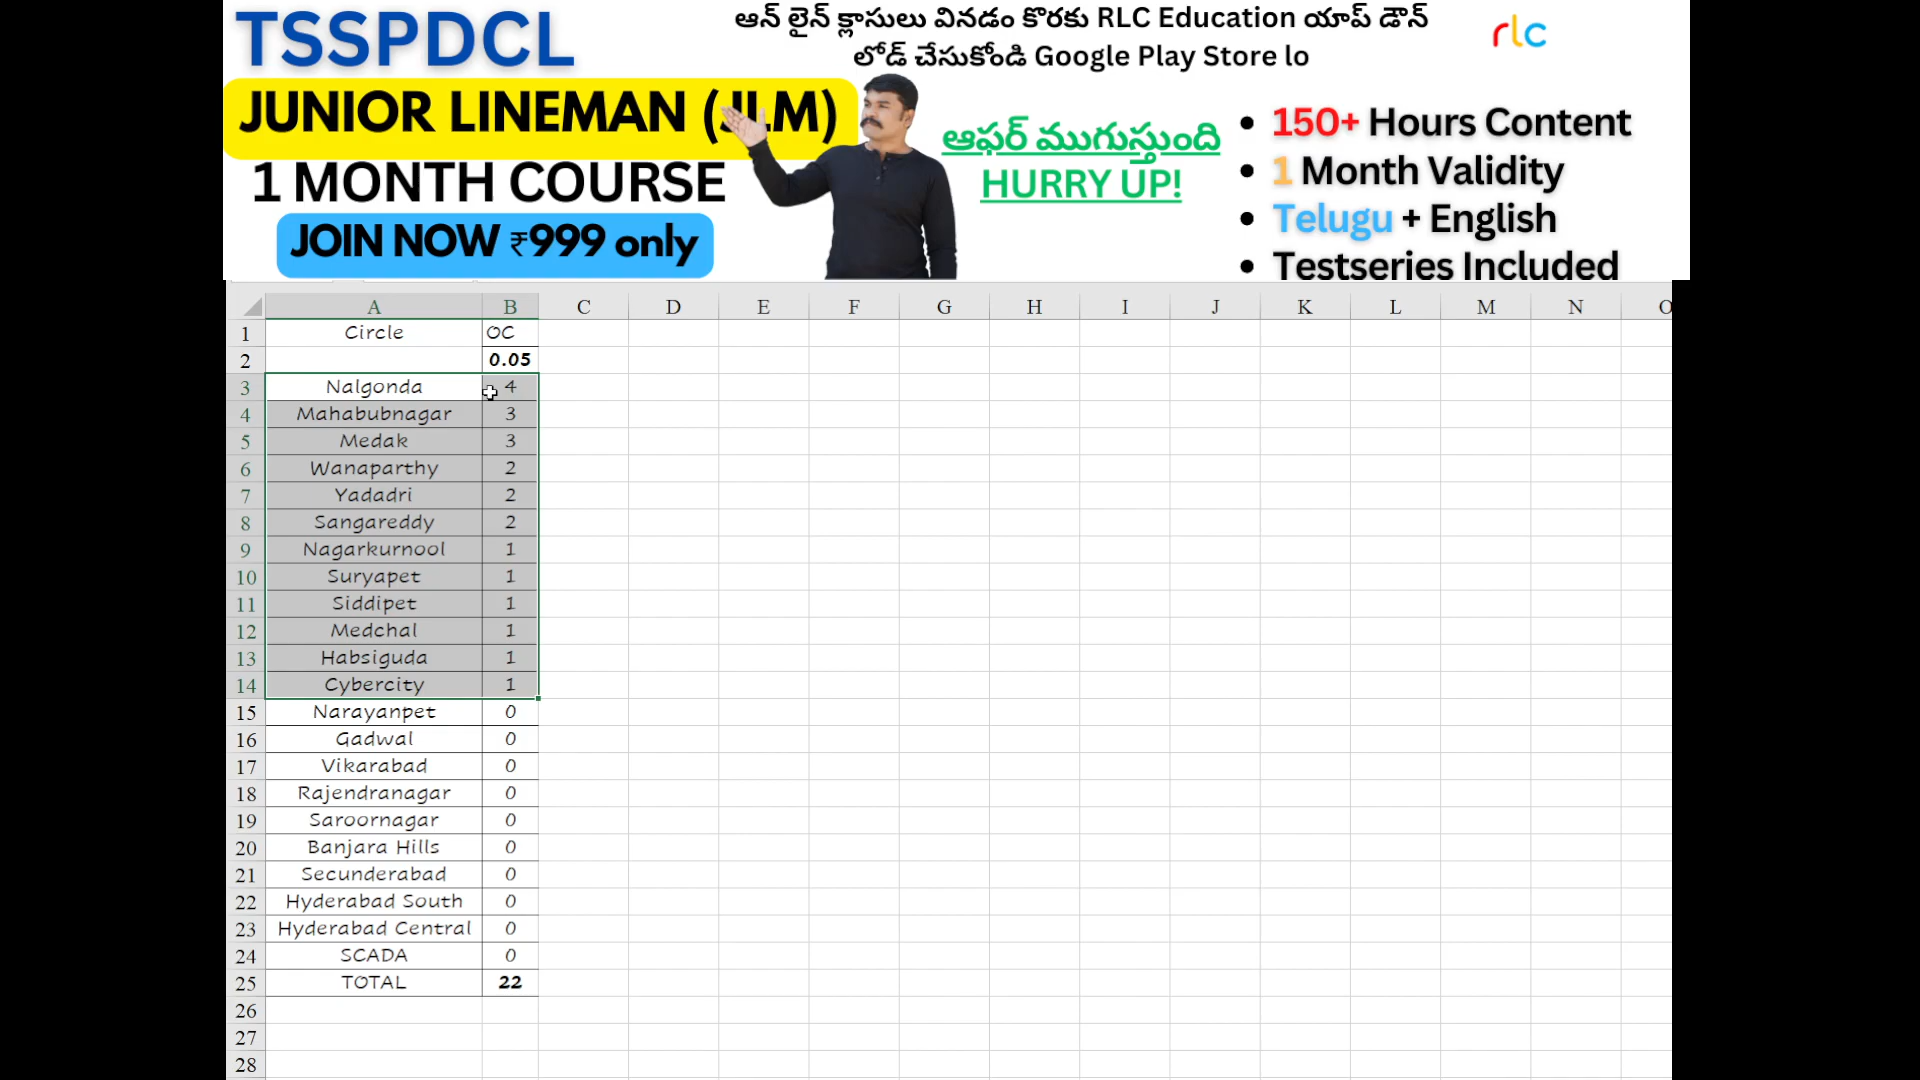 TSSPDCL
JUNIOR LINEMAN (JLM)
1 MONTH COURSE
JOIN NOW ₹999 only
ఆన్ లైన్ క్లాసులు వినడం కొరకు RLC Education యాప్ డౌన్
లోడ్ చేసుకోండి Google Play Store lo
ఆఫర్ ముగుస్తుంది
HURRY UP!
rlc
• 150+ Hours Content
• 1 Month Validity
• Telugu + English
• Testseries Included
A B C D E F G H I J K L M N O
1 Circle OC
2 0.05
3 Nalgonda 4
4 Mahabubnagar 3
5 Medak 3
6 Wanaparthy 2
7 Yadadri 2
8 Sangareddy 2
9 Nagarkurnool 1
10 Suryapet 1
11 Siddipet 1
12 Medchal 1
13 Habsiguda 1
14 Cybercity 1
15 Narayanpet 0
16 Gadwal 0
17 Vikarabad 0
18 Rajendranagar 0
19 Saroornagar 0
20 Banjara Hills 0
21 Secunderabad 0
22 Hyderabad South 0
23 Hyderabad Central 0
24 SCADA 0
25 TOTAL 22
26
27
28